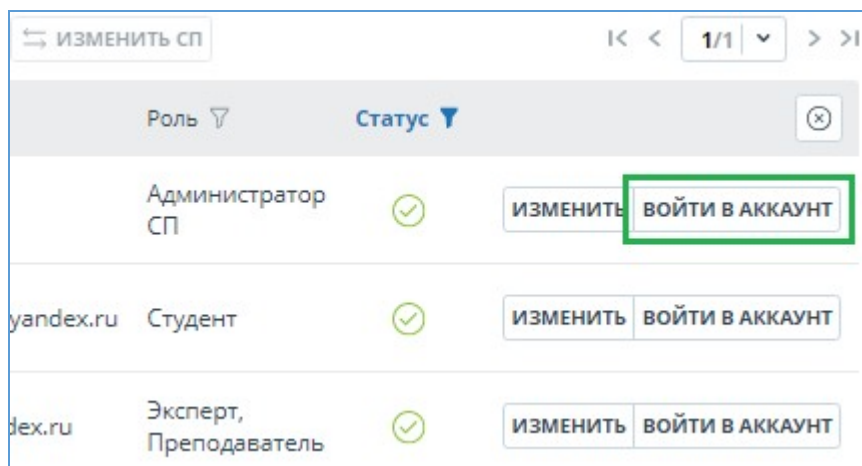 ИЗМЕНИТЬ СП
1/1
Роль Статус
Администратор
СП
ИЗМЕНИТЬ ВОЙТИ В АККАУНТ
yandex.ru Студент ИЗМЕНИТЬ ВОЙТИ В АККАУНТ
dex.ru
Эксперт,
Преподаватель
ИЗМЕНИТЬ ВОЙТИ В АККАУНТ